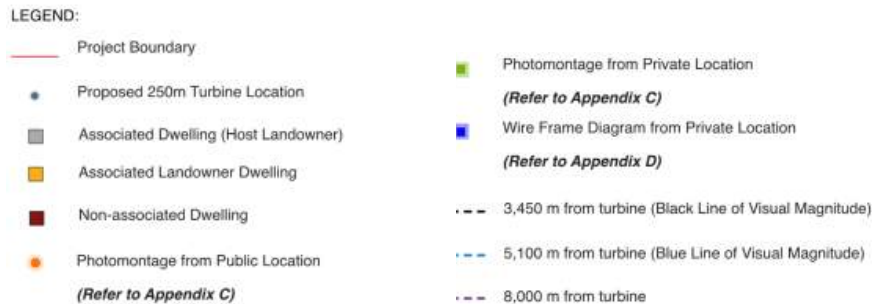 LEGEND:
Project Boundary
Proposed 250m Turbine Location
Associated Dwelling (Host Landowner)
Associated Landowner Dwelling
Non-associated Dwelling
Photomontage from Public Location
(Refer to Appendix C)
Photomontage from Private Location
(Refer to Appendix C)
Wire Frame Diagram from Private Location
(Refer to Appendix D)
3,450 m from turbine (Black Line of Visual Magnitude)
5,100 m from turbine (Blue Line of Visual Magnitude)
8,000 m from turbine